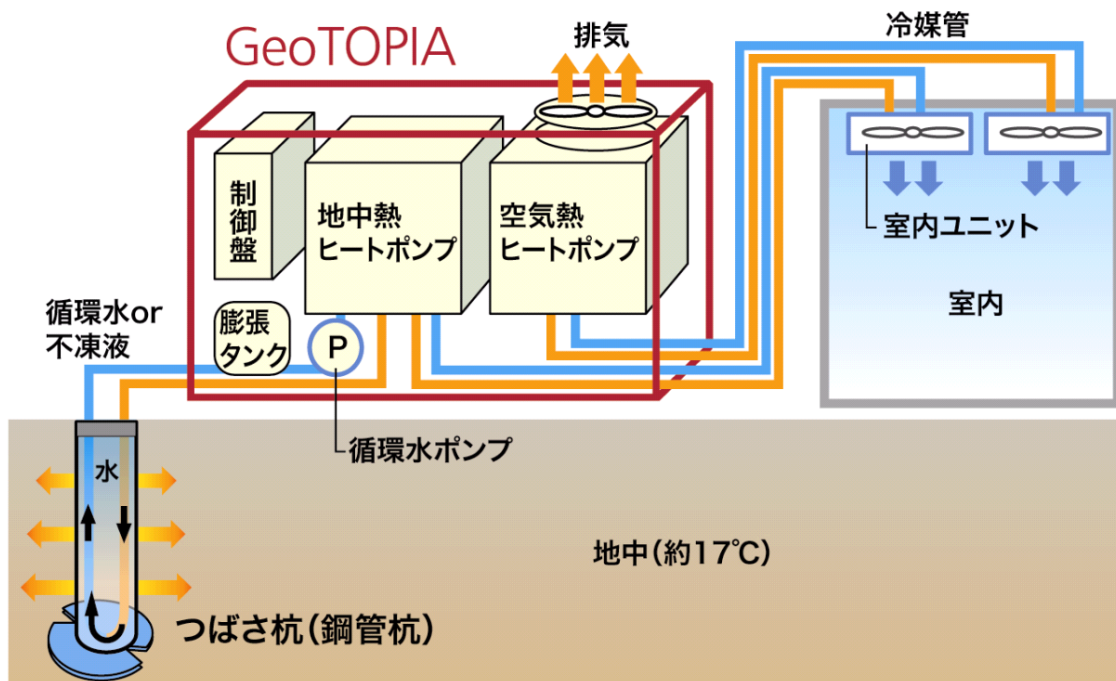 GeoTOPIA
排気
冷媒管
制御盤
地中熱
ヒートポンプ
空気熱
ヒートポンプ
室内ユニット
室内
循環水or
不凍液
膨張
タンク
P
循環水ポンプ
水
地中(約17℃)
つばさ杭(鋼管杭)